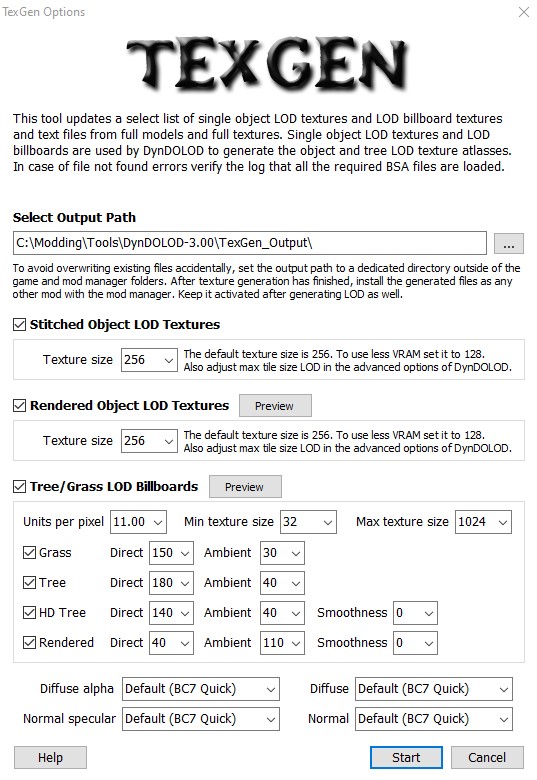 TexGen Options
TEXGEN
This tool updates a select list of single object LOD textures and LOD billboard textures
and text files from full models and full textures. Single object LOD textures and LOD
billboards are used by DynDOLOD to generate the object and tree LOD texture atlasses.
In case of file not found errors verify the log that all the required BSA files are loaded.
Select Output Path
C:\Modding\Tools\DynDOLOD-3.00\TexGen_Output\ ...
To avoid overwriting existing files accidentally, set the output path to a dedicated directory outside of the
game and mod manager folders. After texture generation has finished, install the generated files as any
other mod with the mod manager. Keep it activated after generating LOD as well.
Stitched Object LOD Textures
Texture size 256 The default texture size is 256. To use less VRAM set it to 128.
Also adjust max tile size LOD in the advanced options of DynDOLOD.
Rendered Object LOD Textures Preview
Texture size 256 The default texture size is 256. To use less VRAM set it to 128.
Also adjust max tile size LOD in the advanced options of DynDOLOD.
Tree/Grass LOD Billboards Preview
Units per pixel 11.00 Min texture size 32 Max texture size 1024
Grass Direct 150 Ambient 30
Tree Direct 180 Ambient 40
HD Tree Direct 140 Ambient 40 Smoothness 0
Rendered Direct 40 Ambient 110 Smoothness 0
Diffuse alpha Default (BC7 Quick) Diffuse Default (BC7 Quick)
Normal specular Default (BC7 Quick) Normal Default (BC7 Quick)
Help Start Cancel